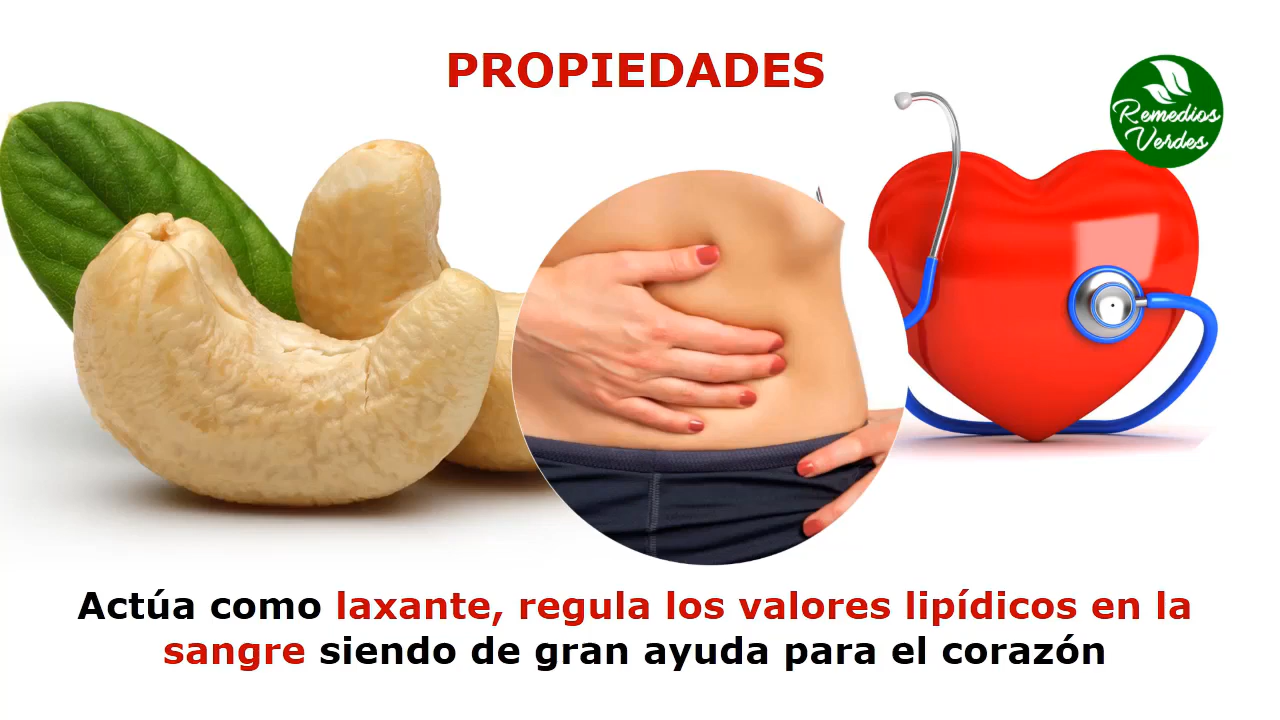 PROPIEDADES
Remedios
Verdes
Actúa como laxante, regula los valores lipídicos en la
sangre siendo de gran ayuda para el corazón